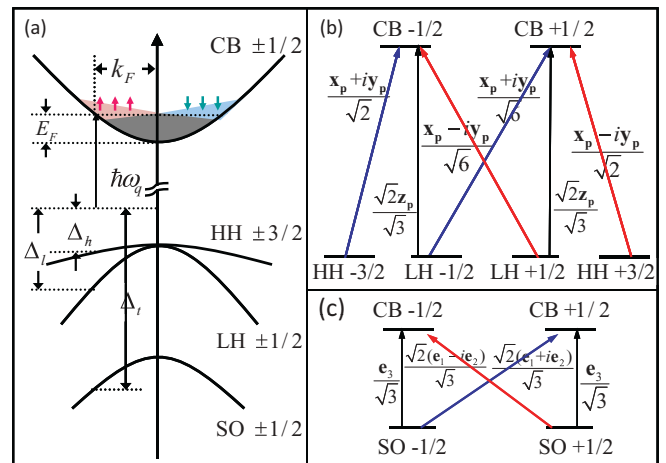 (a)
CB ±1/2
k_F
E_F
ħω_q
Δ_h
Δ_l
HH ±3/2
Δ_t
LH ±1/2
SO ±1/2
(b)
CB -1/2
CB +1/2
x_p+iy_p/√2
x_p-iy_p/√6
x_p+iy_p/√6
x_p-iy_p/√2
√2z_p/√3
√2z_p/√3
HH -3/2
LH -1/2
LH +1/2
HH +3/2
(c)
CB -1/2
CB +1/2
e_3/√3
√2(e_1-ie_2)/√3
√2(e_1+ie_2)/√3
e_3/√3
SO -1/2
SO +1/2